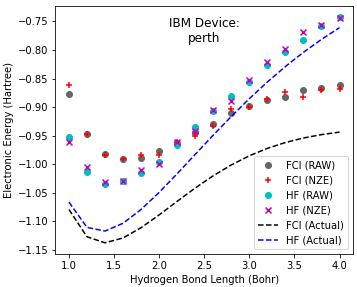 IBM Device:
perth
Electronic Energy (Hartree)
−0.75
−0.80
−0.85
−0.90
−0.95
−1.00
−1.05
−1.10
−1.15
FCI (RAW)
FCI (NZE)
HF (RAW)
HF (NZE)
FCI (Actual)
HF (Actual)
1.0 1.5 2.0 2.5 3.0 3.5 4.0
Hydrogen Bond Length (Bohr)